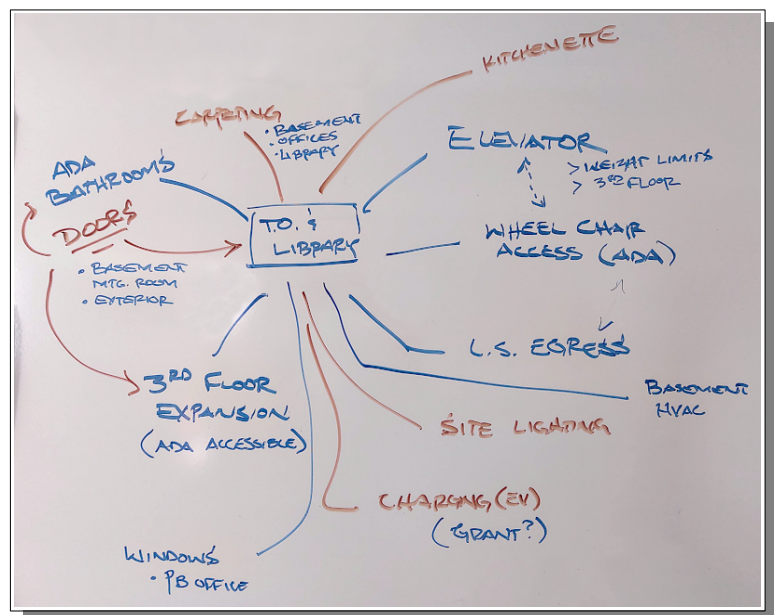 KITCHENETTE
CARPETING
• BASEMENT
• OFFICES
• LIBRARY
ELEVATOR
> WEIGHT LIMITS
> 3RD FLOOR
ADA
BATHROOMS
DOORS
• BASEMENT
MTG. ROOM
• EXTERIOR
T.O. &
LIBRARY
WHEEL CHAIR
ACCESS (ADA)
L.S. EGRESS
BASEMENT
HVAC
3RD FLOOR
EXPANSION
(ADA ACCESSIBLE)
SITE LIGHTING
CHARGING (EV)
(GRANT?)
WINDOWS
• PB OFFICE